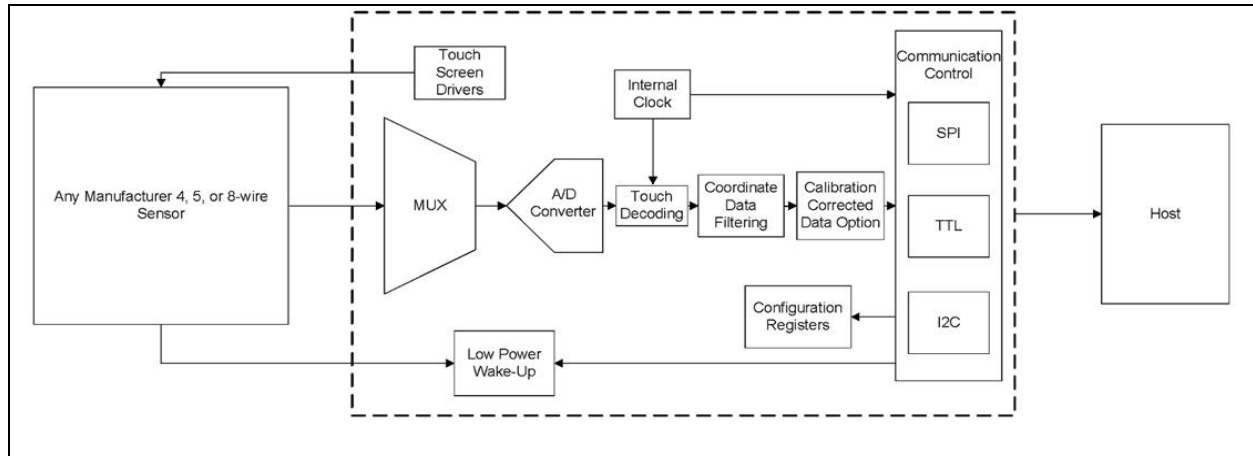 Touch
Screen
Drivers
Any Manufacturer 4, 5, or 8-wire
Sensor
MUX
A/D
Converter
Internal
Clock
Touch
Decoding
Coordinate
Data
Filtering
Calibration
Corrected
Data Option
Communication
Control
SPI
TTL
I2C
Configuration
Registers
Low Power
Wake-Up
Host